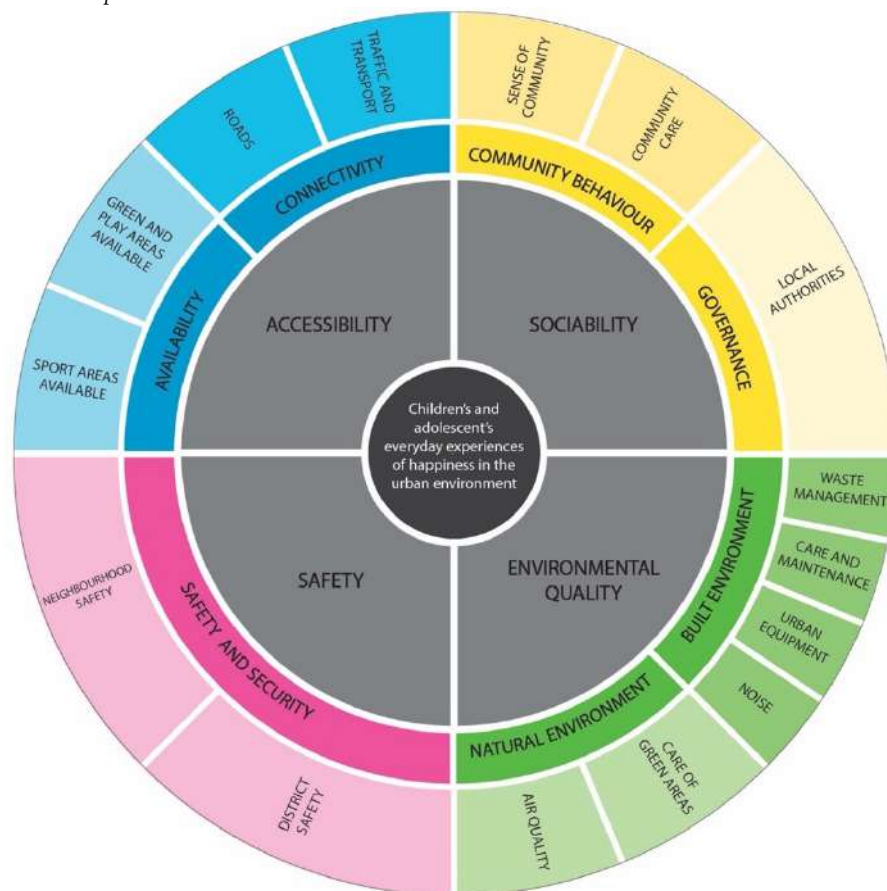 TRAFFIC AND
TRANSPORT
ROADS
GREEN AND
PLAY AREAS
AVAILABLE
SPORT AREAS
AVAILABLE
CONNECTIVITY
AVAILABILITY
ACCESSIBILITY
SENSE OF
COMMUNITY
COMMUNITY
CARE
LOCAL
AUTHORITIES
COMMUNITY BEHAVIOUR
GOVERNANCE
SOCIABILITY
Children's and
adolescent's
everyday experiences
of happiness in the
urban environment
SAFETY
SAFETY AND SECURITY
NEIGHBOURHOOD
SAFETY
DISTRICT
SAFETY
ENVIRONMENTAL
QUALITY
BUILT ENVIRONMENT
NATURAL ENVIRONMENT
WASTE
MANAGEMENT
CARE AND
MAINTENANCE
URBAN
EQUIPMENT
NOISE
CARE OF
GREEN AREAS
AIR QUALITY